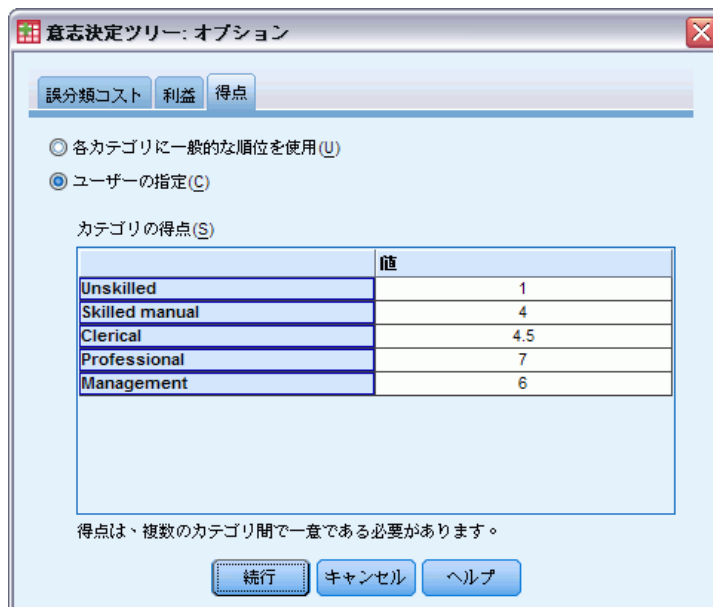 意志決定ツリー: オプション
誤分類コスト 利益 得点
各カテゴリに一般的な順位を使用(U)
ユーザーの指定(C)
カテゴリの得点(S)
値
Unskilled 1
Skilled manual 4
Clerical 4.5
Professional 7
Management 6
得点は、複数のカテゴリ間で一意である必要があります。
続行 キャンセル ヘルプ